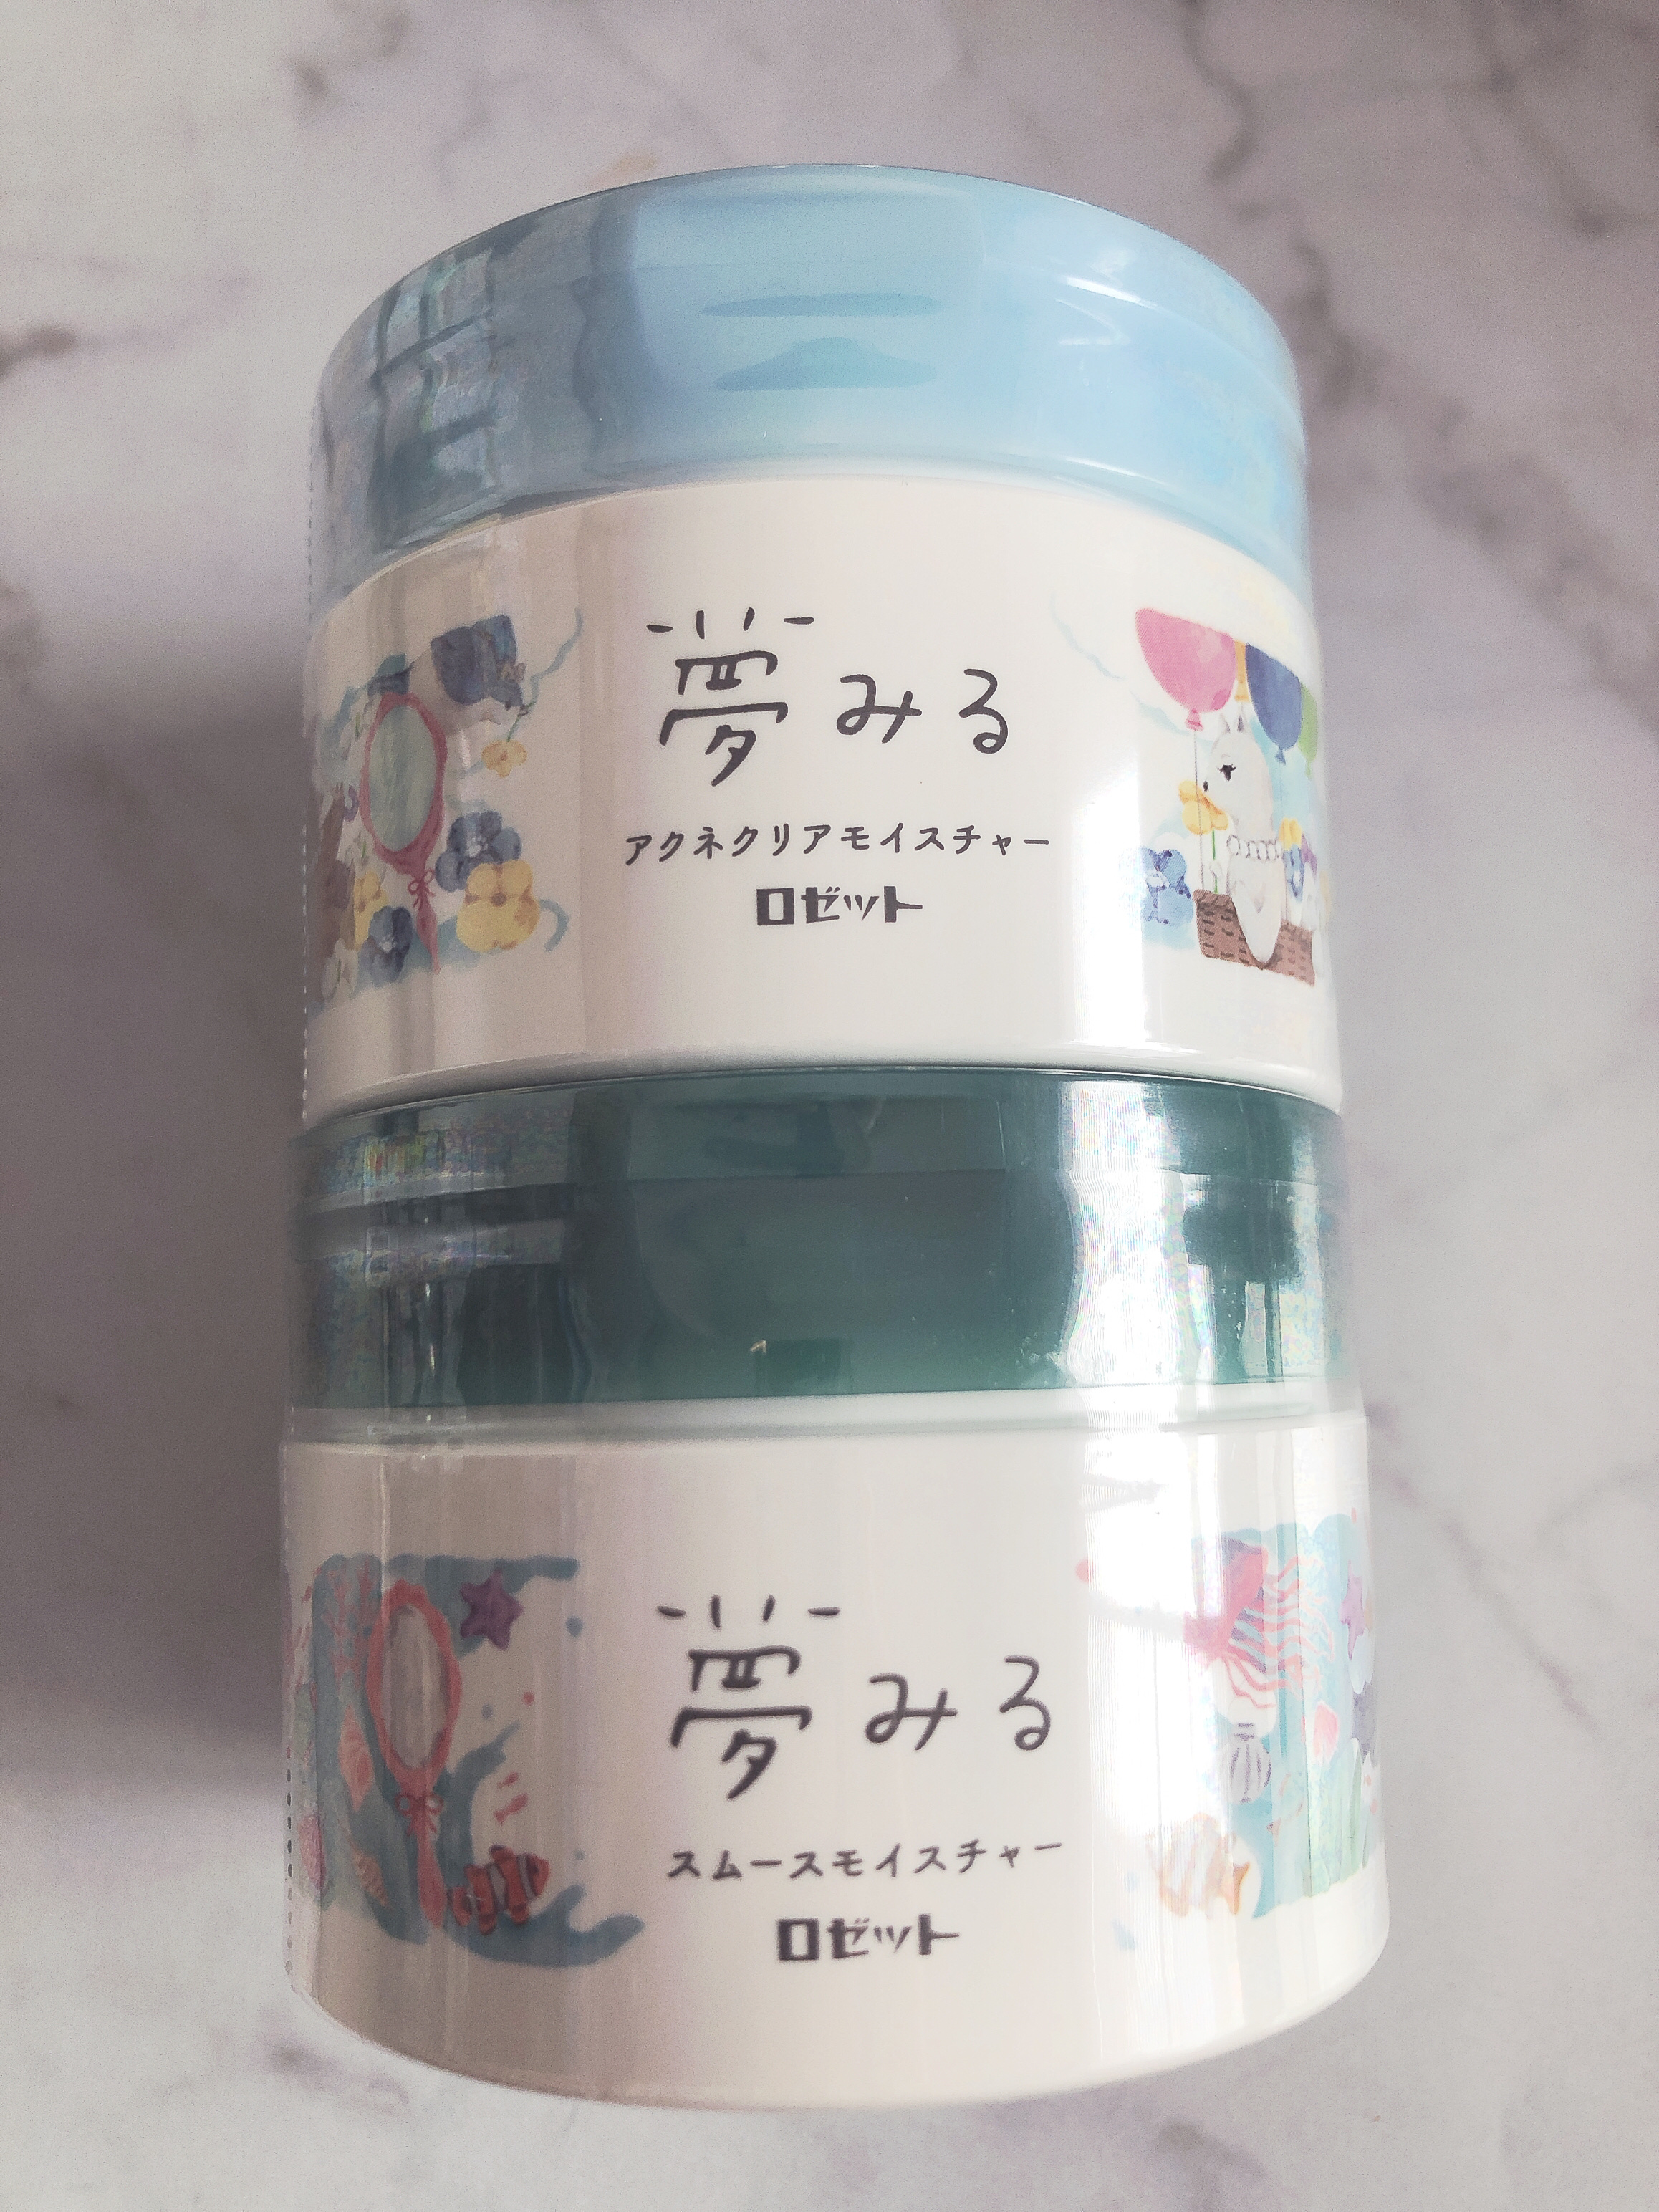 夢みる
アクネクリアモイスチャー
ロゼット
夢みる
スムースモイスチャー
ロゼット